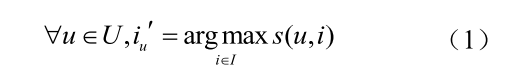 ∀u ∈ U, i_u′ = arg max_{i∈I} s(u, i) (1)